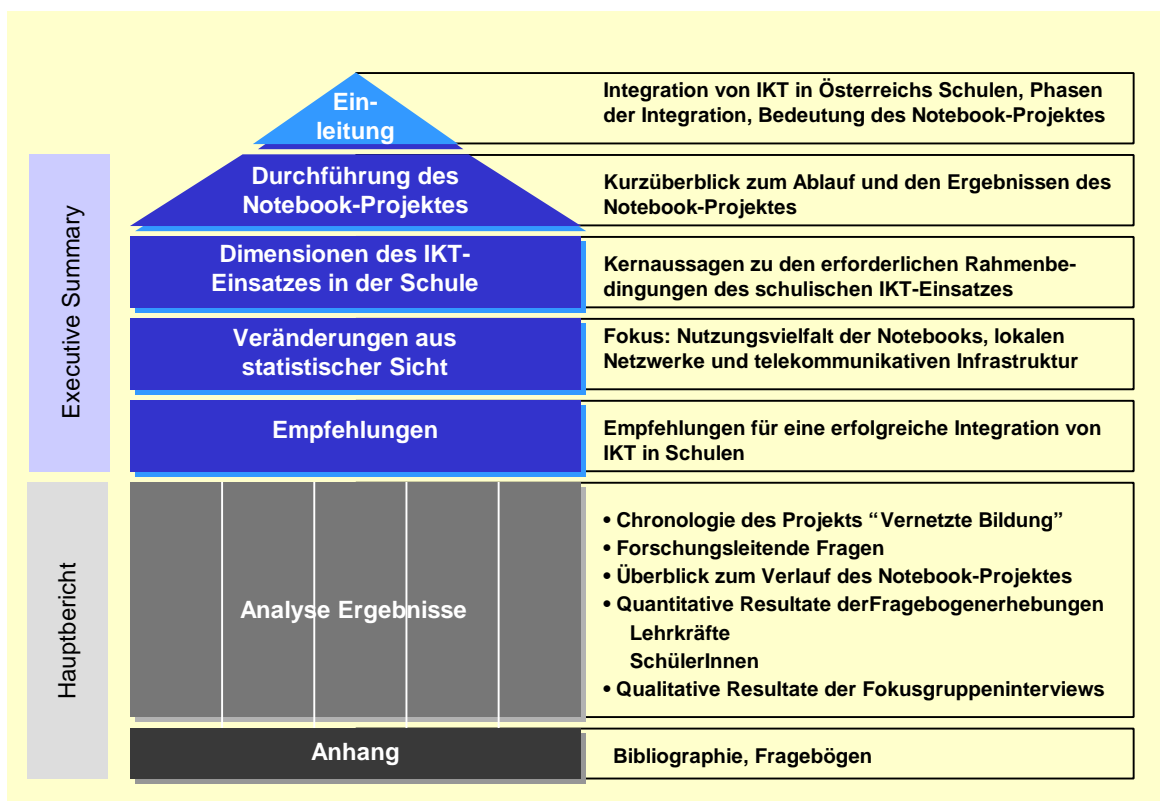 Ein-
leitung
Integration von IKT in Österreichs Schulen, Phasen
der Integration, Bedeutung des Notebook-Projektes
Executive Summary
Durchführung des
Notebook-Projektes
Kurzüberblick zum Ablauf und den Ergebnissen des
Notebook-Projektes
Dimensionen des IKT-
Einsatzes in der Schule
Kernaussagen zu den erforderlichen Rahmenbe-
dingungen des schulischen IKT-Einsatzes
Veränderungen aus
statistischer Sicht
Fokus: Nutzungsvielfalt der Notebooks, lokalen
Netzwerke und telekommunikativen Infrastruktur
Empfehlungen
Empfehlungen für eine erfolgreiche Integration von
IKT in Schulen
Hauptbericht
Analyse Ergebnisse
• Chronologie des Projekts “Vernetzte Bildung”
• Forschungsleitende Fragen
• Überblick zum Verlauf des Notebook-Projektes
• Quantitative Resultate derFragebogenerhebungen
Lehrkräfte
SchülerInnen
• Qualitative Resultate der Fokusgruppeninterviews
Anhang
Bibliographie, Fragebögen